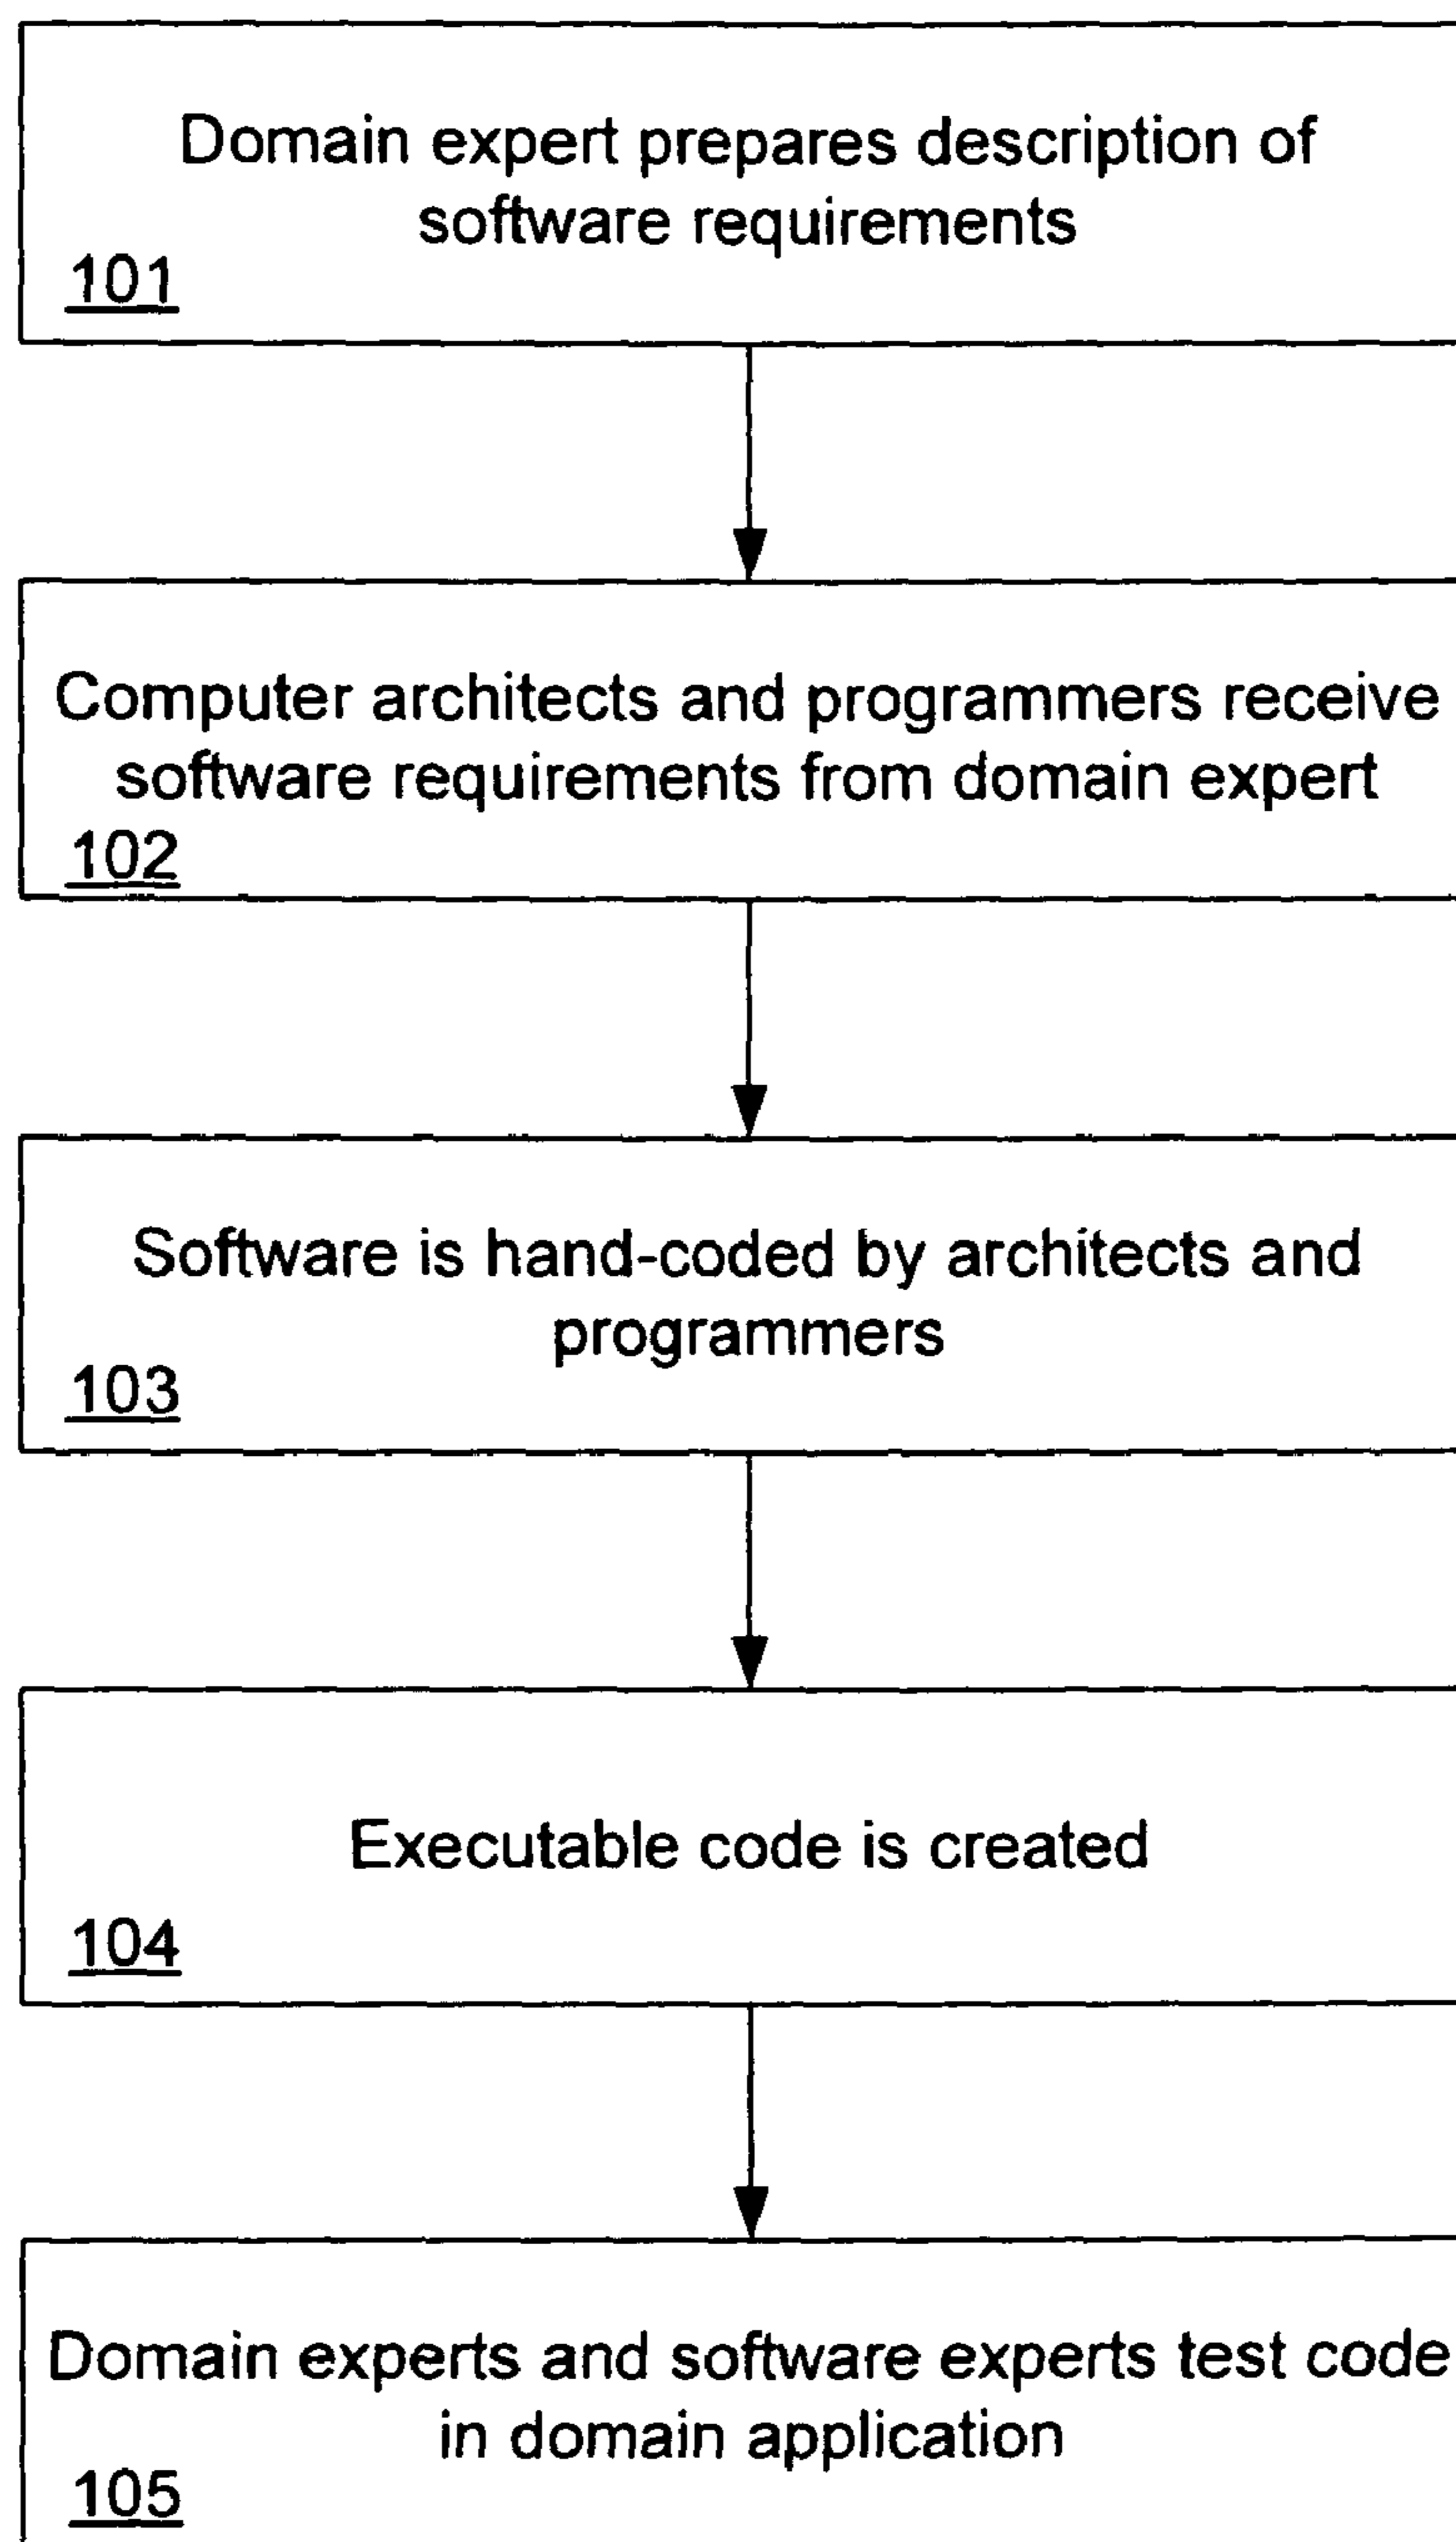 Domain expert prepares description of
software requirements
101
Computer architects and programmers receive
software requirements from domain expert
102
Software is hand-coded by architects and
programmers
103
Executable code is created
104
Domain experts and software experts test code
in domain application
105